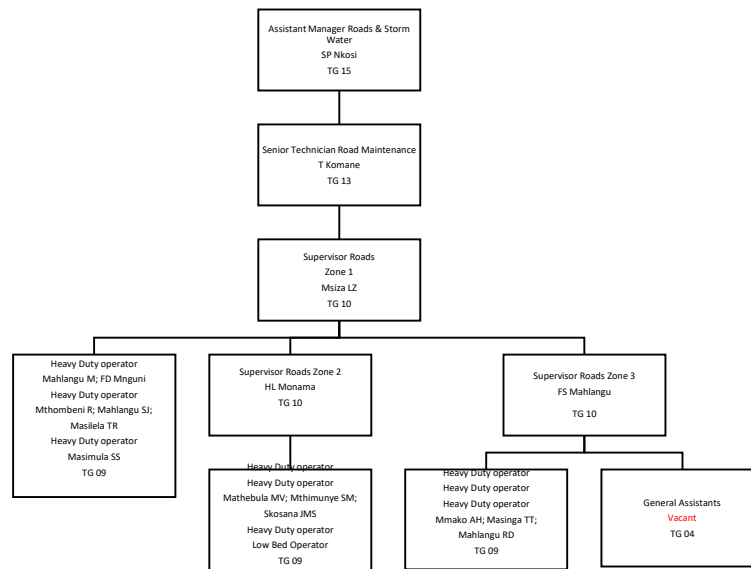 Assistant Manager Roads & Storm
Water
SP Nkosi
TG 15
Senior Technician Road Maintenance
T Komane
TG 13
Supervisor Roads
Zone 1
Msiza LZ
TG 10
Heavy Duty operator
Mahlangu M; FD Mnguni
Heavy Duty operator
Mthombeni R; Mahlangu SJ;
Masilela TR
Heavy Duty operator
Masimula SS
TG 09
Supervisor Roads Zone 2
HL Monama
TG 10
Supervisor Roads Zone 3
FS Mahlangu
TG 10
Heavy Duty operator
Heavy Duty operator
Mathebula MV; Mthimunye SM;
Skosana JMS
Heavy Duty operator
Low Bed Operator
TG 09
Heavy Duty operator
Heavy Duty operator
Heavy Duty operator
Mmako AH; Masinga TT;
Mahlangu RD
TG 09
General Assistants
Vacant
TG 04